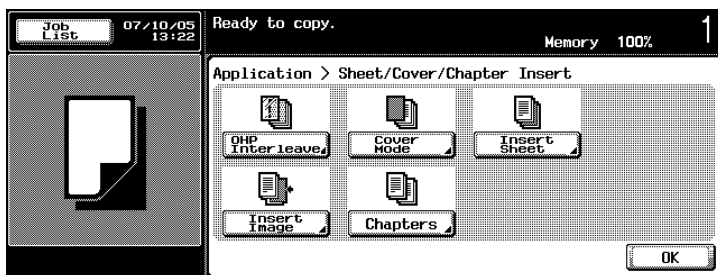 Job
List
07/10/05
13:22
Ready to copy.
Memory 100%
1
Application > Sheet/Cover/Chapter Insert
OHP
Interleave
Cover
Mode
Insert
Sheet
Insert
Image
Chapters
OK